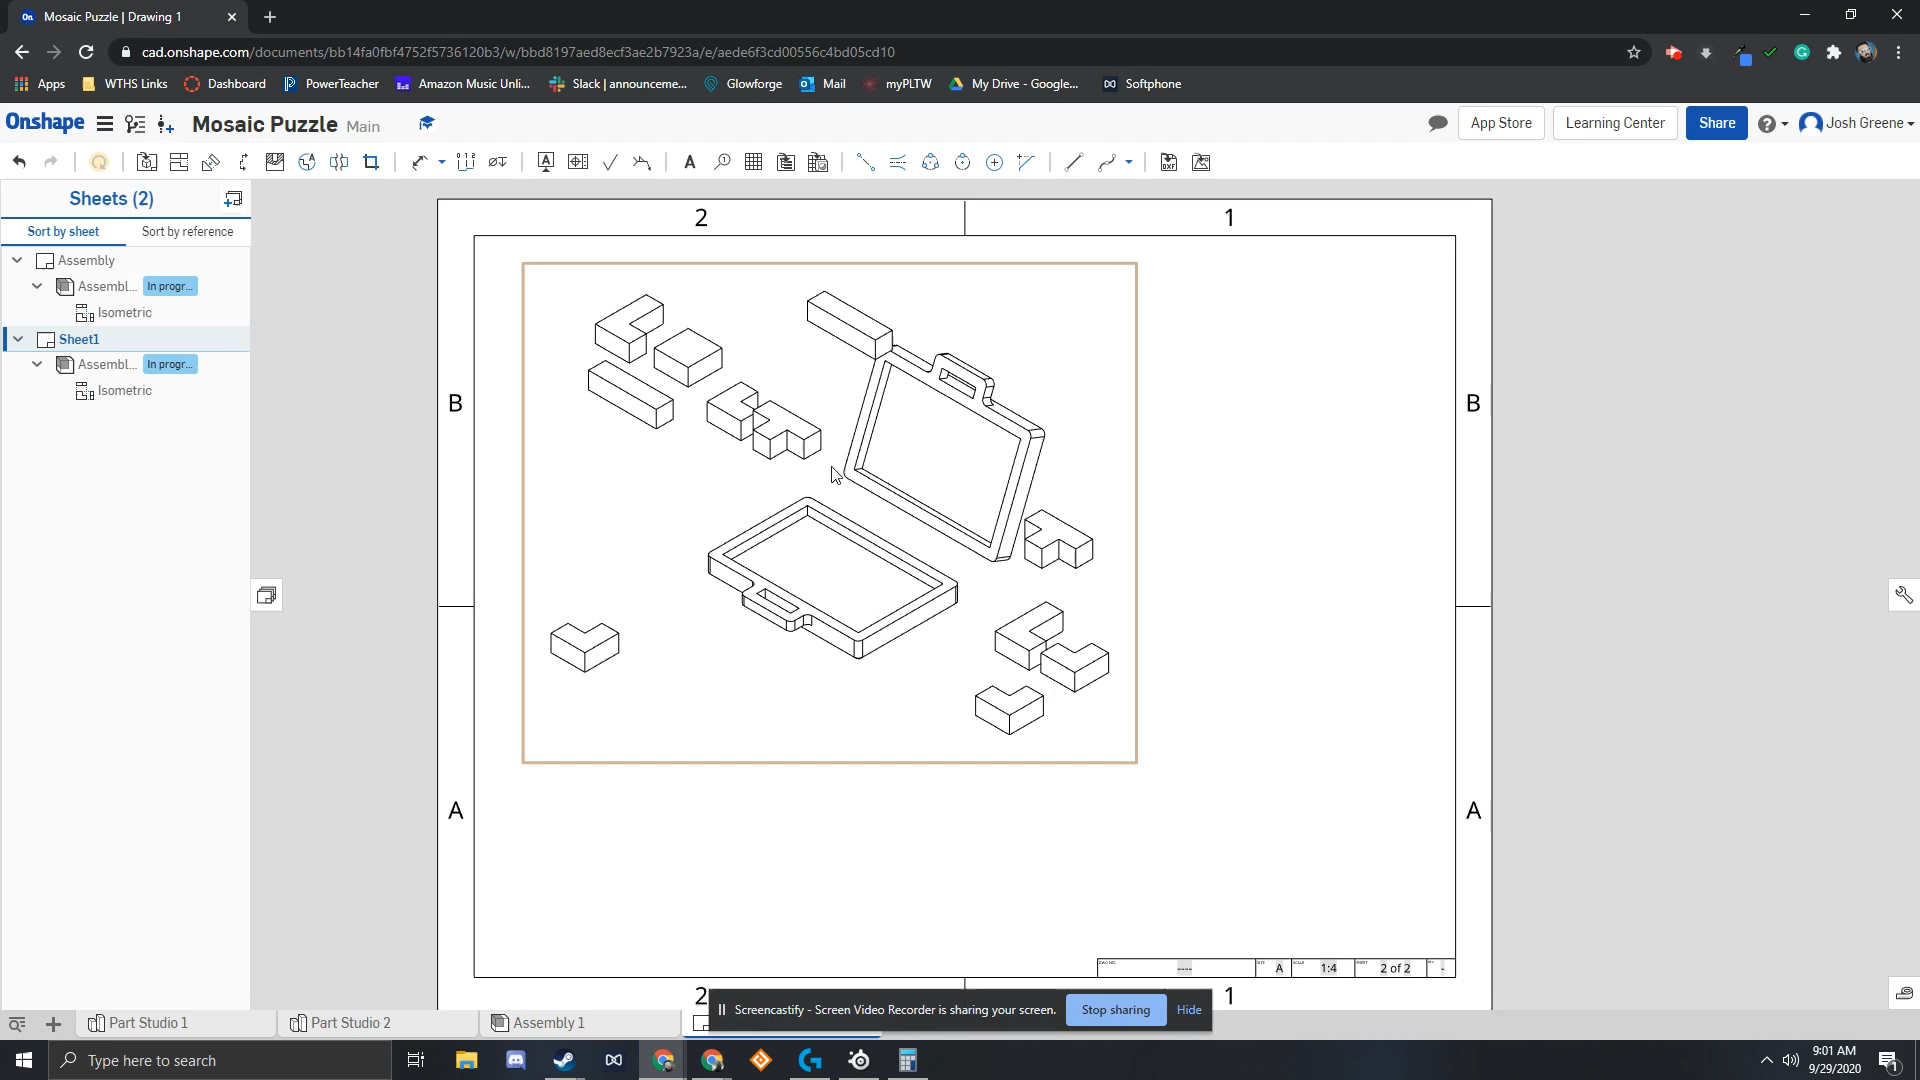 On Mosaic Puzzle | Drawing 1
cad.onshape.com/documents/bb14fa0fbf4752f5736120b3/w/bbd8197aed8ecf3ae2b7923a/e/aede6f3cd00556c4bd05cd10
Apps WTHS Links Dashboard PowerTeacher Amazon Music Unli... Slack | announceme... Glowforge Mail myPLTW My Drive - Google... Softphone
Onshape Mosaic Puzzle Main App Store Learning Center Share Josh Greene
Sheets (2)
Sort by sheet Sort by reference
Assembly
Assembl... In progr...
Isometric
Sheet1
Assembl... In progr...
Isometric
2 1
B B
A A
---- A 1:4 2 of 2 -
2 1
Screencastify - Screen Video Recorder is sharing your screen. Stop sharing Hide
Part Studio 1 Part Studio 2 Assembly 1
Type here to search
9:01 AM
9/29/2020
1